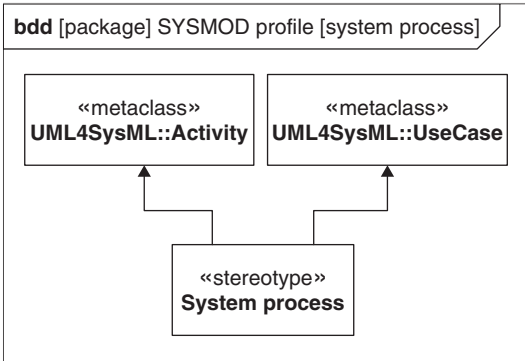 bdd [package] SYSMOD profile [system process]
«metaclass»
UML4SysML::Activity
«metaclass»
UML4SysML::UseCase
«stereotype»
System process